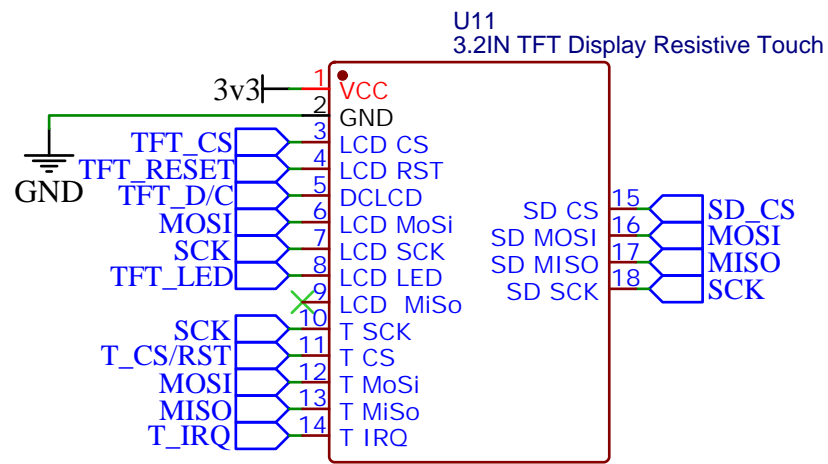 U11
3.2IN TFT Display Resistive Touch
3v3 1 VCC
2 GND
GND
TFT_CS 3 LCD CS
TFT_RESET 4 LCD RST
TFT_D/C 5 DCLCD
MOSI 6 LCD MoSi
SCK 7 LCD SCK
TFT_LED 8 LCD LED
9 LCD MiSo
SCK 10 T SCK
T_CS/RST 11 T CS
MOSI 12 T MoSi
MISO 13 T MiSo
T_IRQ 14 T IRQ
SD CS 15 SD_CS
SD MOSI 16 MOSI
SD MISO 17 MISO
SD SCK 18 SCK